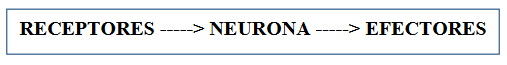 RECEPTORES -----> NEURONA -----> EFECTORES